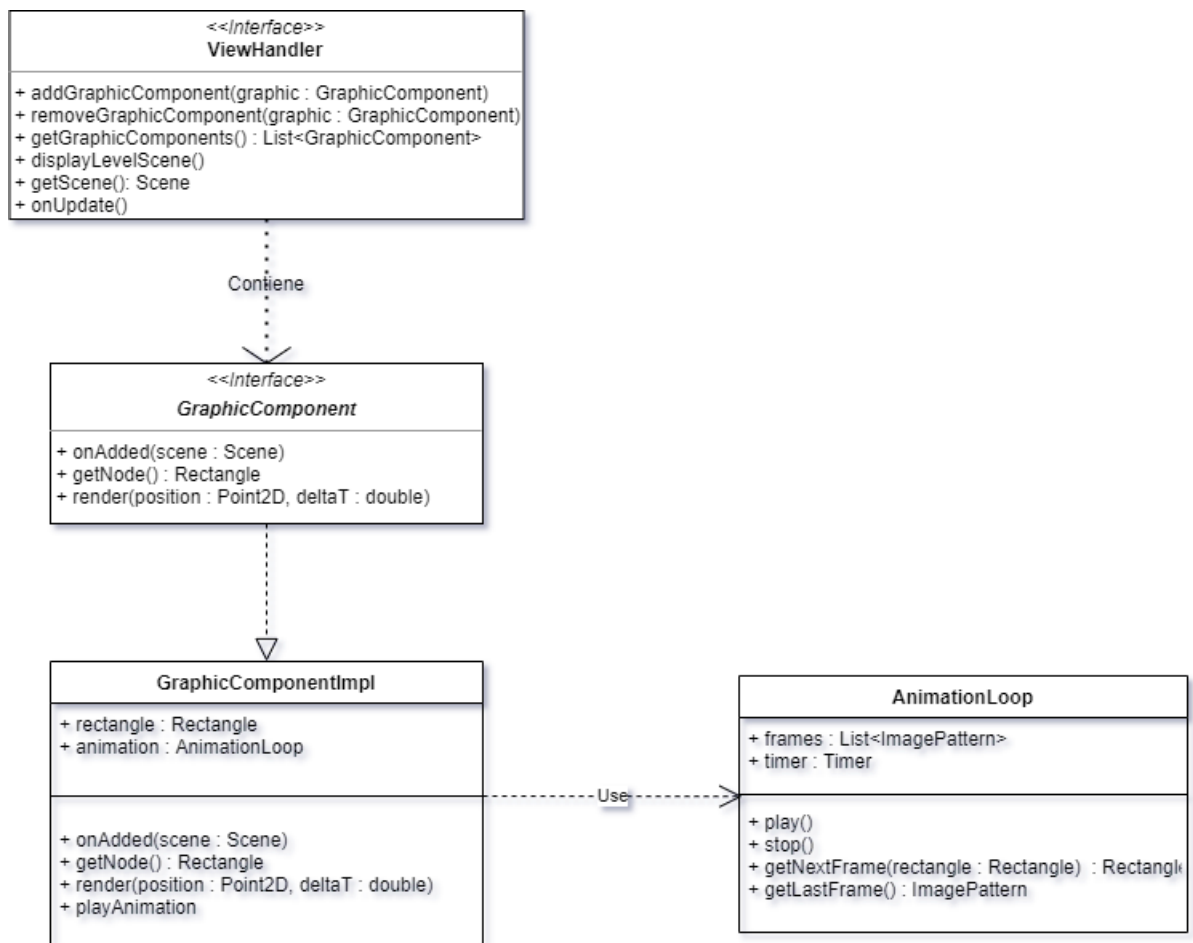 <<Interface>>
ViewHandler
+ addGraphicComponent(graphic : GraphicComponent)
+ removeGraphicComponent(graphic : GraphicComponent)
+ getGraphicComponents() : List<GraphicComponent>
+ displayLevelScene()
+ getScene(): Scene
+ onUpdate()
Contiene
<<Interface>>
GraphicComponent
+ onAdded(scene : Scene)
+ getNode() : Rectangle
+ render(position : Point2D, deltaT : double)
GraphicComponentImpl
+ rectangle : Rectangle
+ animation : AnimationLoop
+ onAdded(scene : Scene)
+ getNode() : Rectangle
+ render(position : Point2D, deltaT : double)
+ playAnimation
Use
AnimationLoop
+ frames : List<ImagePattern>
+ timer : Timer
+ play()
+ stop()
+ getNextFrame(rectangle : Rectangle) : Rectangle
+ getLastFrame() : ImagePattern